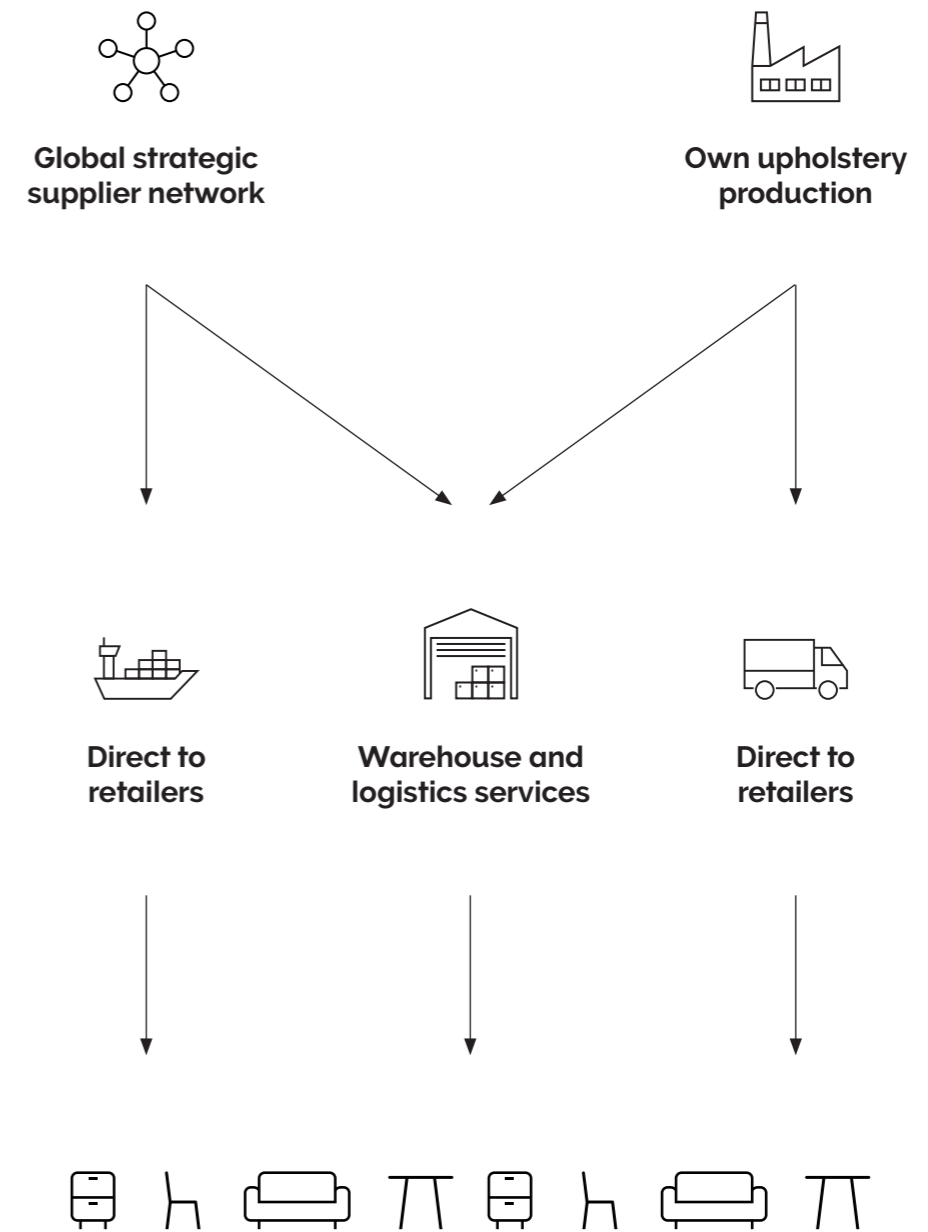 Global strategic
supplier network
Own upholstery
production
Direct to
retailers
Warehouse and
logistics services
Direct to
retailers